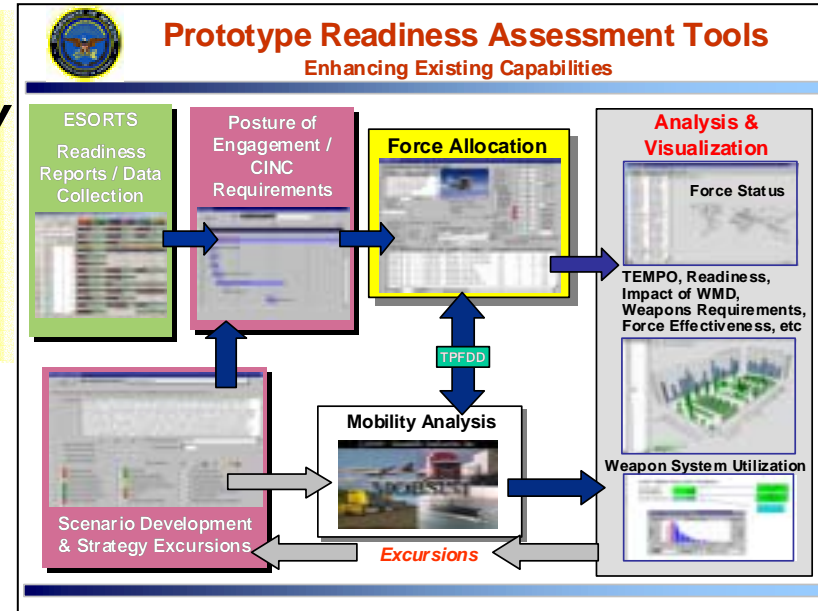 Prototype Readiness Assessment Tools
Enhancing Existing Capabilities
ESORTS
Readiness
Reports / Data
Collection
Posture of
Engagement /
CINC
Requirements
Force Allocation
Analysis &
Visualization
Force Status
TEMPO, Readiness,
Impact of WMD,
Weapons Requirements,
Force Effectiveness, etc
TPFDD
Mobility Analysis
Weapon System Utilization
Scenario Development
& Strategy Excursions
Excursions